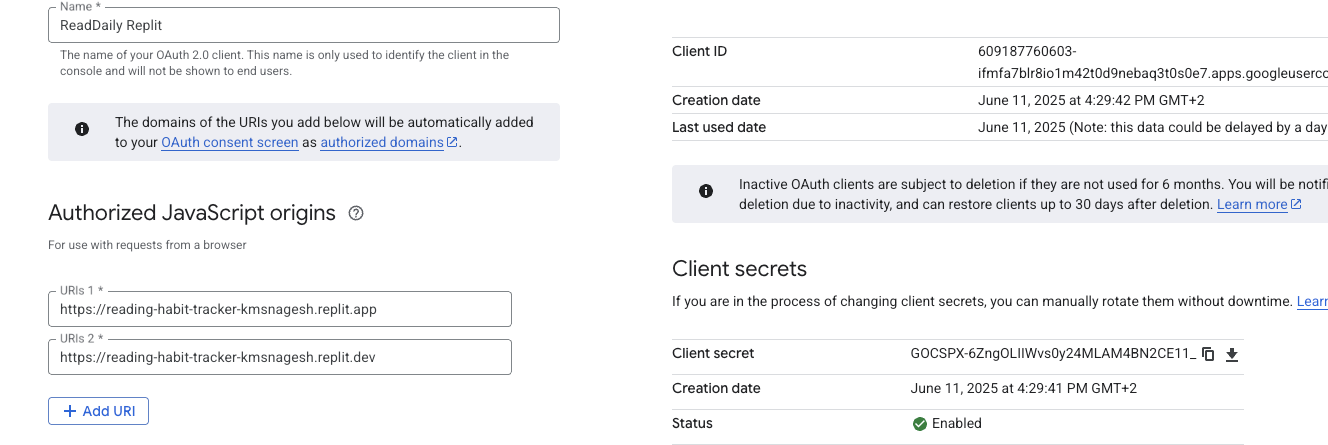 Name *
ReadDaily Replit
The name of your OAuth 2.0 client. This name is only used to identify the client in the
console and will not be shown to end users.
The domains of the URIs you add below will be automatically added
to your OAuth consent screen as authorized domains.
Authorized JavaScript origins
For use with requests from a browser
URIs 1 *
https://reading-habit-tracker-kmsnagesh.replit.app
URIs 2 *
https://reading-habit-tracker-kmsnagesh.replit.dev
+ Add URI
Client ID
609187760603-
ifmfa7blr8io1m42t0d9nebaq3t0s0e7.apps.googleuserco
Creation date
June 11, 2025 at 4:29:42 PM GMT+2
Last used date
June 11, 2025 (Note: this data could be delayed by a day
Inactive OAuth clients are subject to deletion if they are not used for 6 months. You will be notifi
deletion due to inactivity, and can restore clients up to 30 days after deletion. Learn more
Client secrets
If you are in the process of changing client secrets, you can manually rotate them without downtime. Learn
Client secret
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
Creation date
June 11, 2025 at 4:29:41 PM GMT+2
Status
Enabled